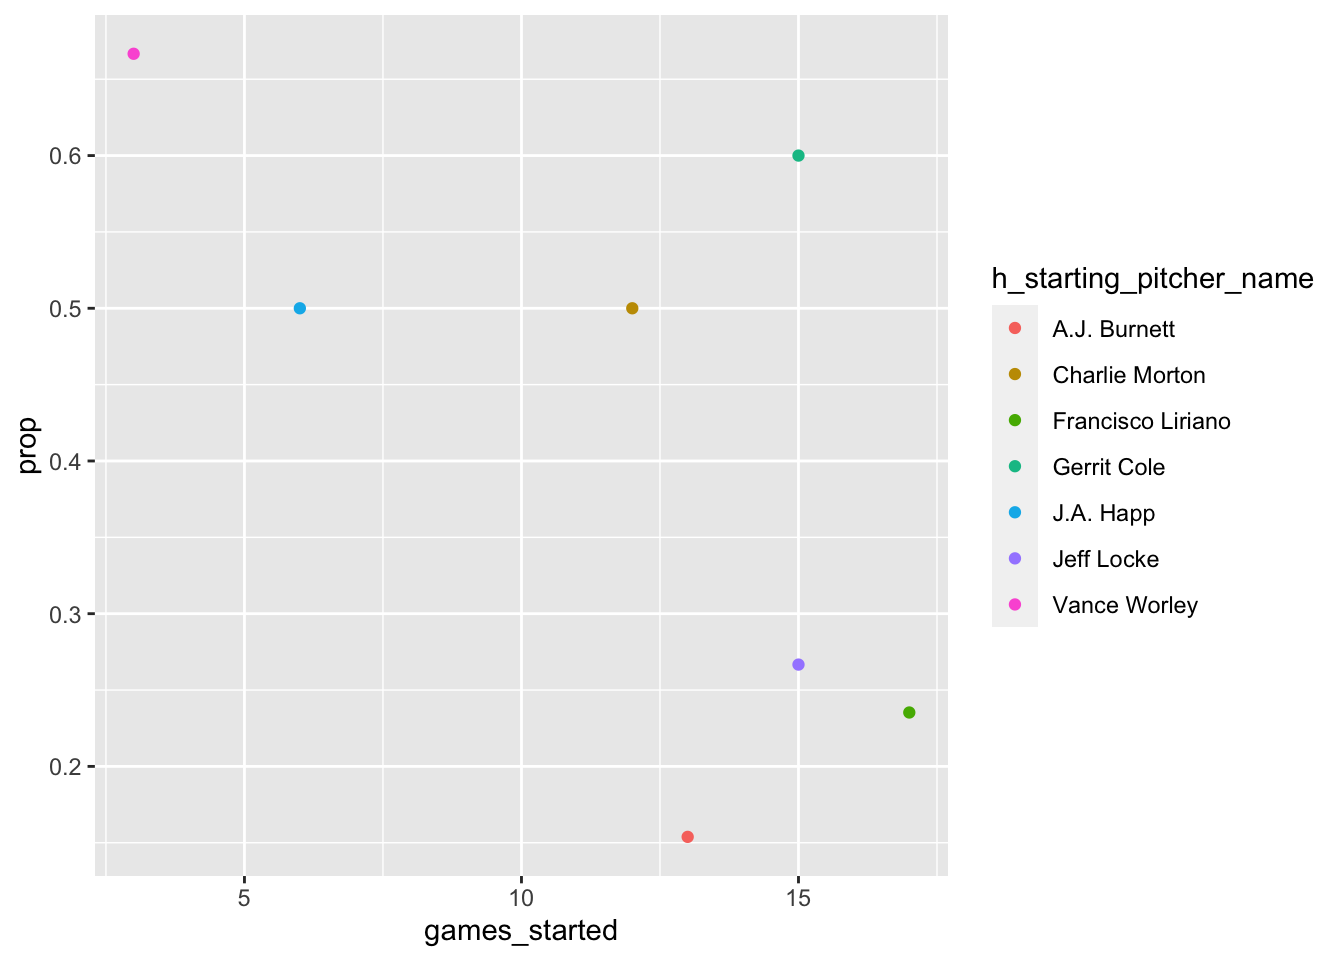 prop
0.6
0.5
0.4
0.3
0.2
5 10 15
games_started
h_starting_pitcher_name
A.J. Burnett
Charlie Morton
Francisco Liriano
Gerrit Cole
J.A. Happ
Jeff Locke
Vance Worley